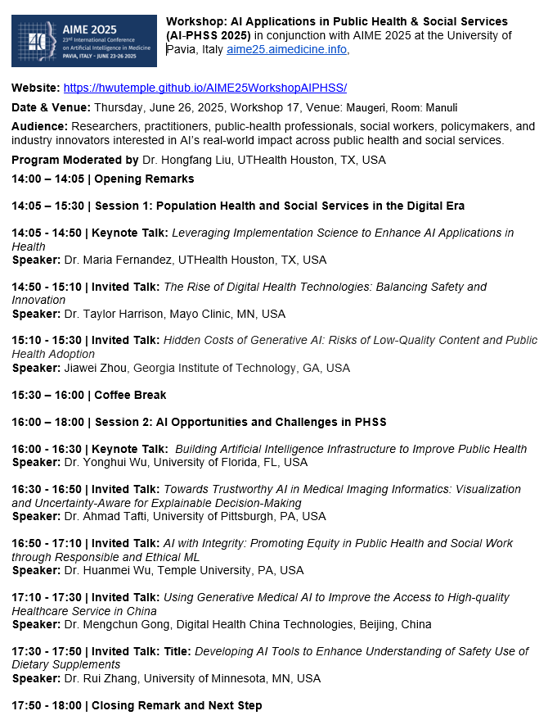 AIME 2025
23rd International Conference
on Artificial Intelligence in Medicine
PAVIA, ITALY - JUNE 23-26 2025
Workshop: AI Applications in Public Health & Social Services
(AI-PHSS 2025) in conjunction with AIME 2025 at the University of
Pavia, Italy aime25.aimedicine.info,
Website: https://hwutemple.github.io/AIME25WorkshopAIPHSS/
Date & Venue: Thursday, June 26, 2025, Workshop 17, Venue: Maugeri, Room: Manuli
Audience: Researchers, practitioners, public-health professionals, social workers, policymakers, and
industry innovators interested in AI's real-world impact across public health and social services.
Program Moderated by Dr. Hongfang Liu, UTHealth Houston, TX, USA
14:00 – 14:05 | Opening Remarks
14:05 – 15:30 | Session 1: Population Health and Social Services in the Digital Era
14:05 - 14:50 | Keynote Talk: Leveraging Implementation Science to Enhance AI Applications in
Health
Speaker: Dr. Maria Fernandez, UTHealth Houston, TX, USA
14:50 - 15:10 | Invited Talk: The Rise of Digital Health Technologies: Balancing Safety and
Innovation
Speaker: Dr. Taylor Harrison, Mayo Clinic, MN, USA
15:10 - 15:30 | Invited Talk: Hidden Costs of Generative AI: Risks of Low-Quality Content and Public
Health Adoption
Speaker: Jiawei Zhou, Georgia Institute of Technology, GA, USA
15:30 – 16:00 | Coffee Break
16:00 – 18:00 | Session 2: AI Opportunities and Challenges in PHSS
16:00 - 16:30 | Keynote Talk: Building Artificial Intelligence Infrastructure to Improve Public Health
Speaker: Dr. Yonghui Wu, University of Florida, FL, USA
16:30 - 16:50 | Invited Talk: Towards Trustworthy AI in Medical Imaging Informatics: Visualization
and Uncertainty-Aware for Explainable Decision-Making
Speaker: Dr. Ahmad Tafti, University of Pittsburgh, PA, USA
16:50 - 17:10 | Invited Talk: AI with Integrity: Promoting Equity in Public Health and Social Work
through Responsible and Ethical ML
Speaker: Dr. Huanmei Wu, Temple University, PA, USA
17:10 - 17:30 | Invited Talk: Using Generative Medical AI to Improve the Access to High-quality
Healthcare Service in China
Speaker: Dr. Mengchun Gong, Digital Health China Technologies, Beijing, China
17:30 - 17:50 | Invited Talk: Title: Developing AI Tools to Enhance Understanding of Safety Use of
Dietary Supplements
Speaker: Dr. Rui Zhang, University of Minnesota, MN, USA
17:50 - 18:00 | Closing Remark and Next Step